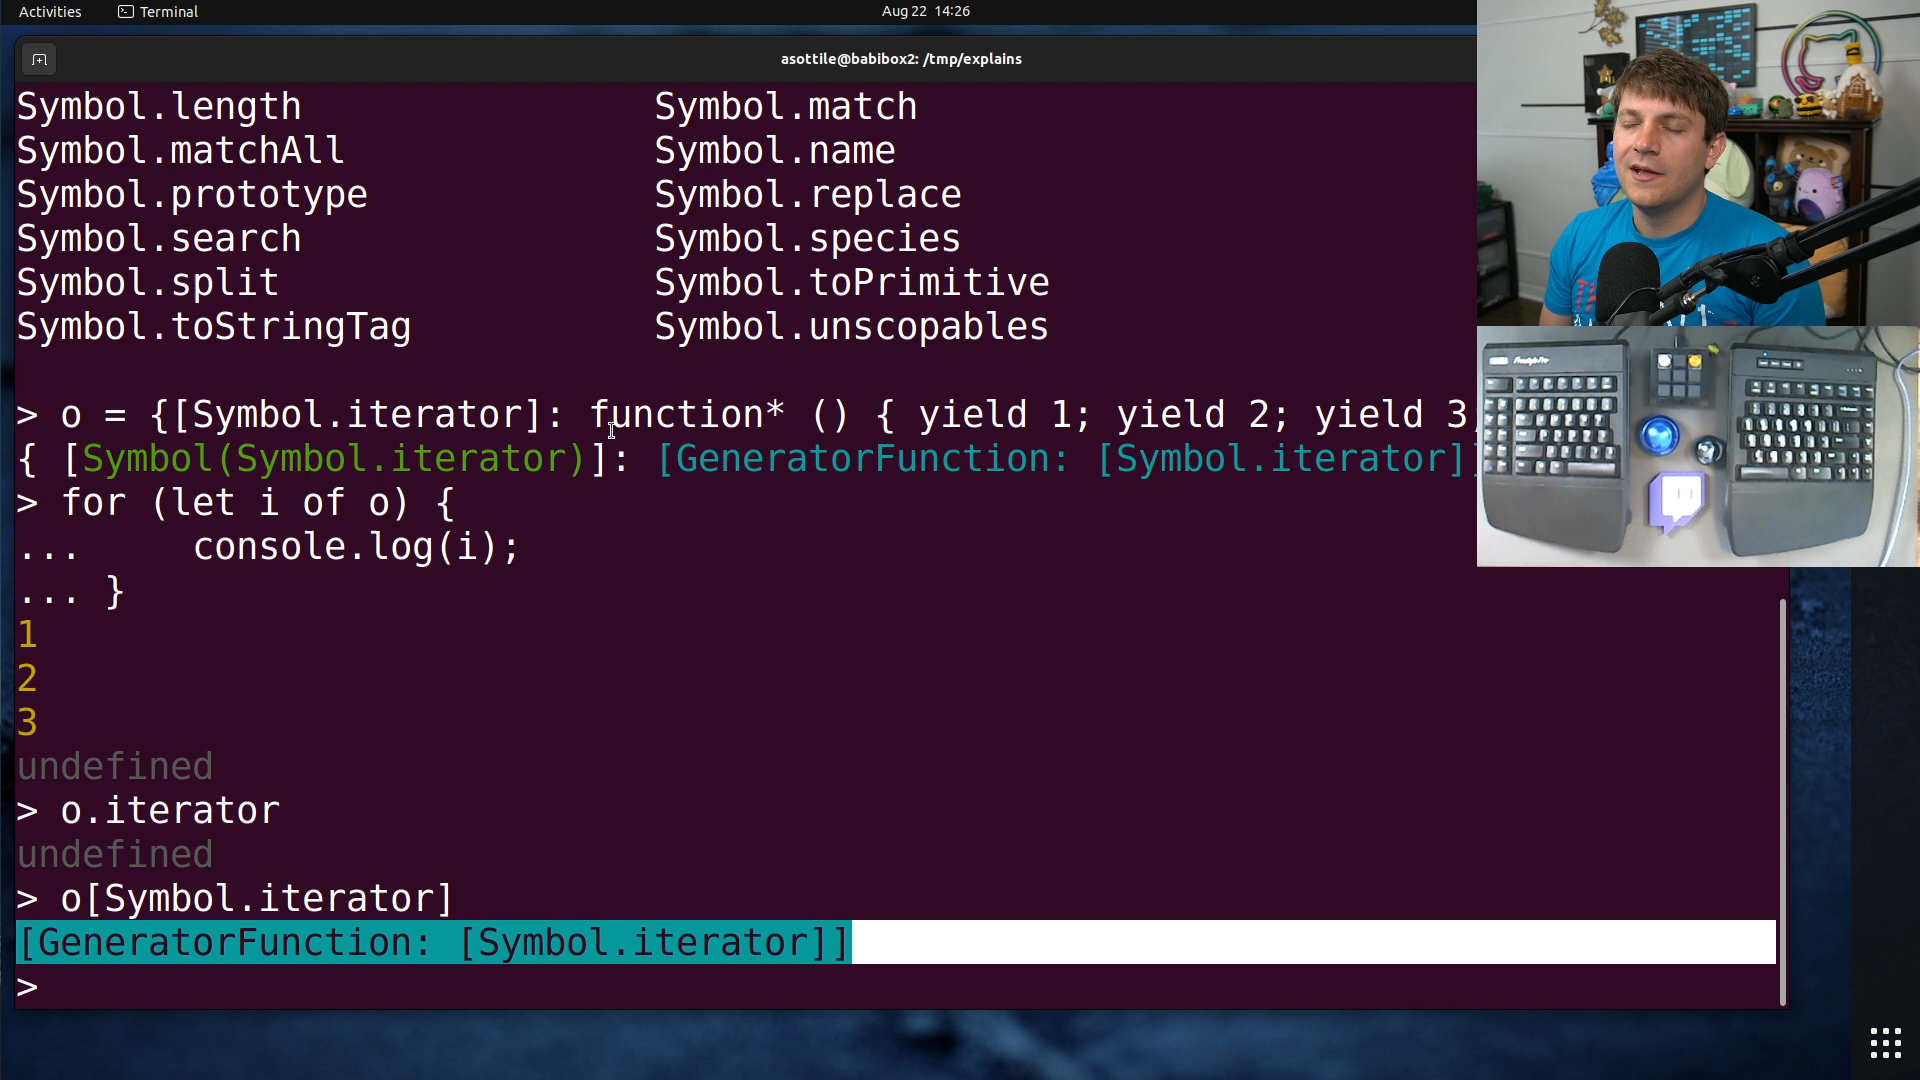 Activities Terminal Aug 22 14:26
asottile@babibox2: /tmp/explains
Symbol.length Symbol.match
Symbol.matchAll Symbol.name
Symbol.prototype Symbol.replace
Symbol.search Symbol.species
Symbol.split Symbol.toPrimitive
Symbol.toStringTag Symbol.unscopables
> o = {[Symbol.iterator]: function* () { yield 1; yield 2; yield 3;
{ [Symbol(Symbol.iterator)]: [GeneratorFunction: [Symbol.iterator]]
> for (let i of o) {
... console.log(i);
... }
1
2
3
undefined
> o.iterator
undefined
> o[Symbol.iterator]
[GeneratorFunction: [Symbol.iterator]]
>